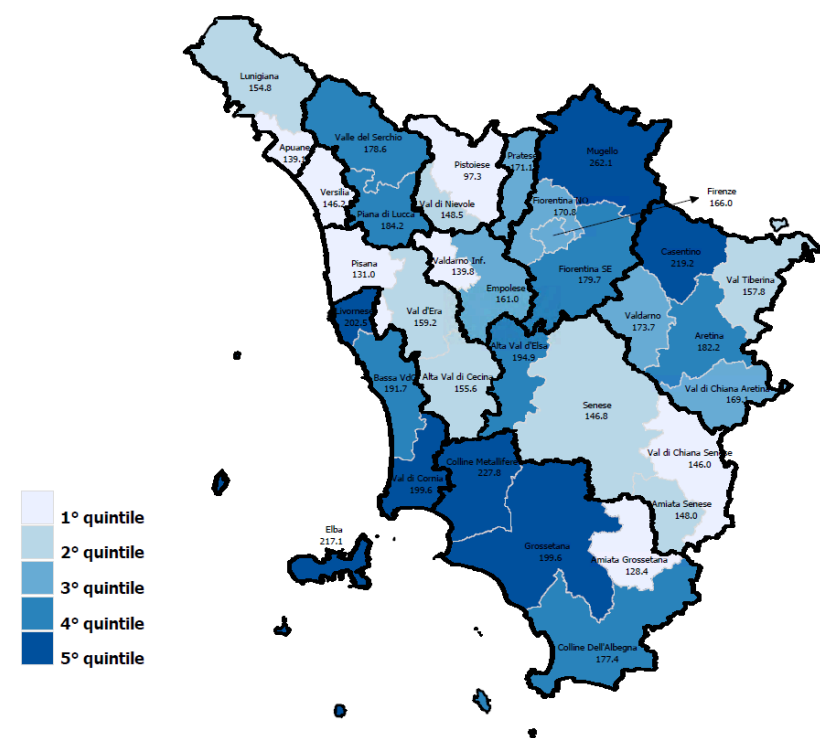 Lunigiana
154.8
Apuane
139.1
Valle del Serchio
178.6
Versilia
146.2
Piana di Lucca
184.2
Pistoiese
97.3
Val di Nievole
148.5
Pratese
171.1
Mugello
262.1
Fiorentina
170.8
Firenze
166.0
Fiorentina SE
179.7
Casentino
219.2
Val Tiberina
157.8
Pisana
131.0
Valdarno Inf.
139.8
Empolese
161.0
Livornese
202.5
Val d'Era
159.2
Valdarno
173.7
Aretina
182.2
Alta Val d'Elsa
194.9
Bassa
191.7
Alta Val di Cecina
155.6
Val di Chiana Aretina
169.1
Senese
146.8
Val di Chiana Senese
146.0
Colline Metallifere
227.8
Val di Cornia
199.6
Amiata Senese
148.0
Elba
217.1
Grossetana
199.6
Amiata Grossetana
128.4
Colline Dell'Albegna
177.4
1° quintile
2° quintile
3° quintile
4° quintile
5° quintile